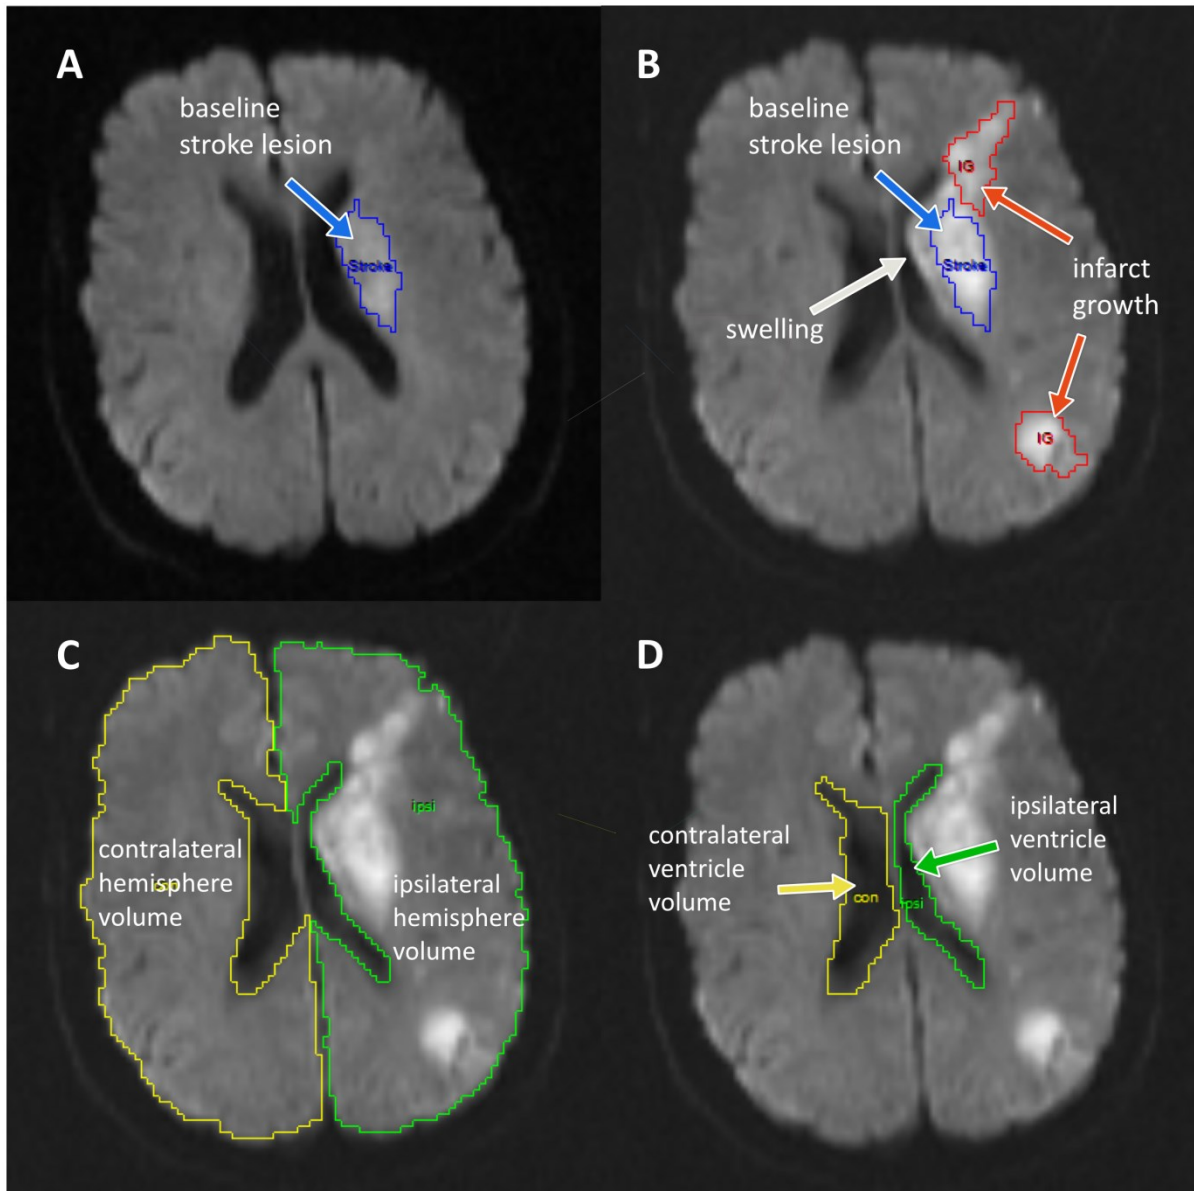 A
baseline
stroke lesion
Stroke
B
baseline
stroke lesion
IG
Stroke
infarct
growth
swelling
IG
C
ipsi
contralateral
hemisphere
con
volume
ipsilateral
hemisphere
volume
D
ipsilateral
ventricle
volume
contralateral
ventricle
volume
con
ipsi